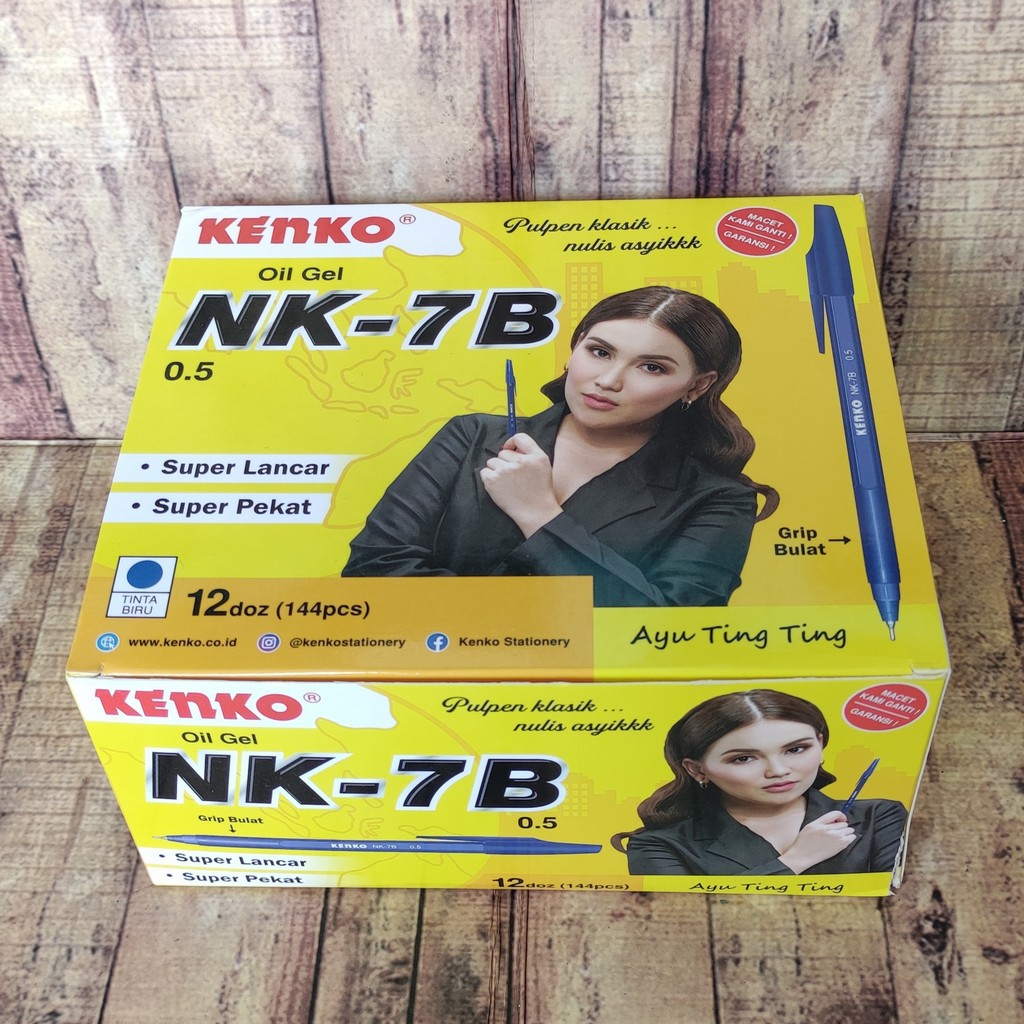 KENKO®
Pulpen klasik ...
nulis asyikkk
MACET
KAMI GANTI !
GARANSI !
Oil Gel
NK-7B
0.5
KENKO NK-7B 0.5
• Super Lancar
• Super Pekat
Grip
Bulat
TINTA
BIRU
12doz (144pcs)
www.kenko.co.id @kenkostationery Kenko Stationery
Ayu Ting Ting
KENKO®
Pulpen klasik ...
nulis asyikkk
MACET
KAMI GANTI !
GARANSI !
Oil Gel
NK-7B
0.5
Grip Bulat
KENKO NK-7B 0.5
• Super Lancar
• Super Pekat
12doz (144pcs)
Ayu Ting Ting